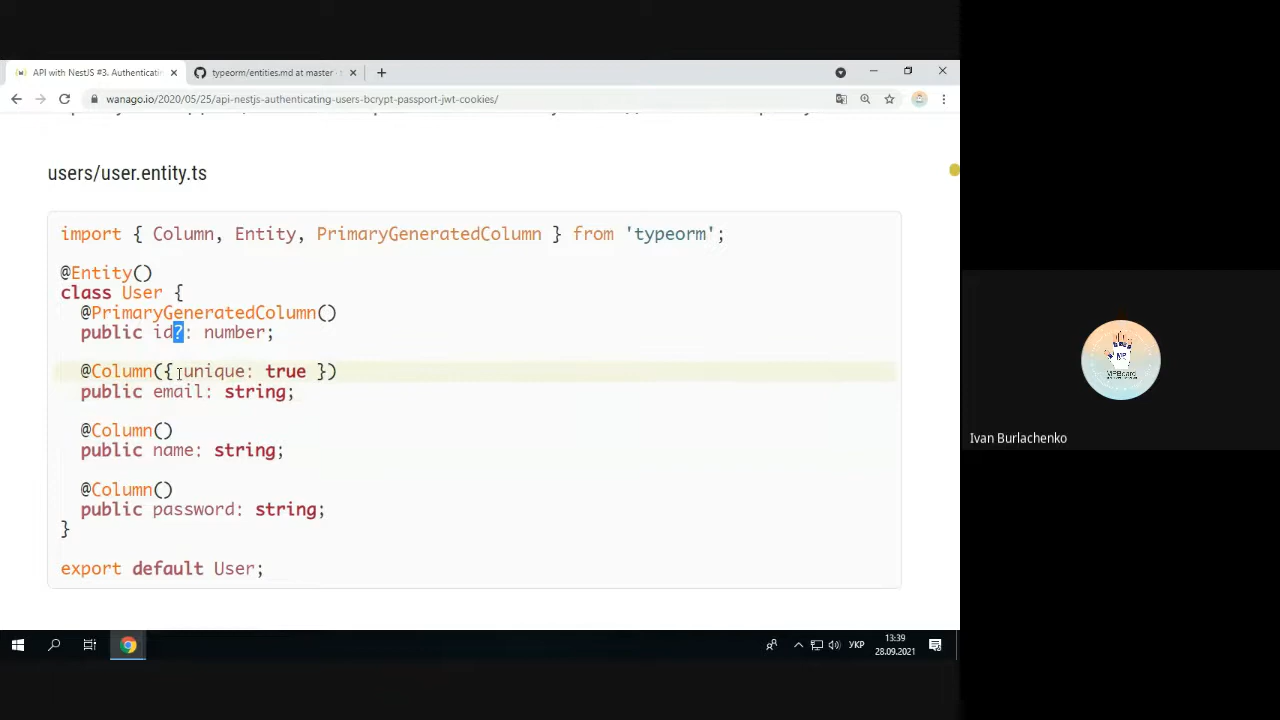 API with NestJS #3. Authenticatin
typeorm/entities.md at master ·
wanago.io/2020/05/25/api-nestjs-authenticating-users-bcrypt-passport-jwt-cookies/
users/user.entity.ts
import { Column, Entity, PrimaryGeneratedColumn } from 'typeorm';
@Entity()
class User {
@PrimaryGeneratedColumn()
public id?: number;
@Column({ unique: true })
public email: string;
@Column()
public name: string;
@Column()
public password: string;
}
export default User;
Ivan Burlachenko
УКР
13:39
28.09.2021